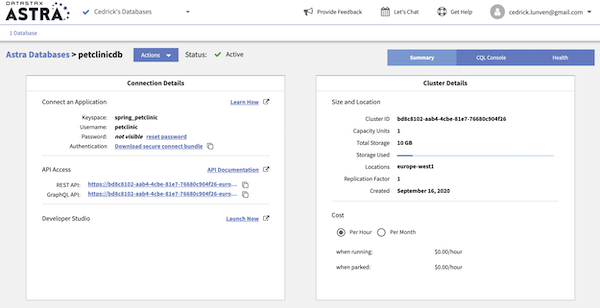 DATASTAX
ASTRA
Cedrick's Databases
Provide Feedback
Let's Chat
Get Help
cedrick.lunven@gmail.com
1 Database
Astra Databases > petclinicdb
Actions
Status:
Active
Summary
CQL Console
Health
Connection Details
Connect an Application
Learn How
Keyspace: spring_petclinic
Username: petclinic
Password: not visible reset password
Authentication Download secure connect bundle
API Access
API Documentation
REST API: https://bd8c8102-aab4-4cbe-81e7-76680c904f26-euro...
GraphQL API: https://bd8c8102-aab4-4cbe-81e7-76680c904f26-euro...
Developer Studio
Launch New
Cluster Details
Size and Location
Cluster ID bd8c8102-aab4-4cbe-81e7-76680c904f26
Capacity Units 1
Total Storage 10 GB
Storage Used
Locations europe-west1
Replication Factor 1
Created September 16, 2020
Cost
Per Hour
Per Month
when running: $0.00/hour
when parked: $0.00/hour